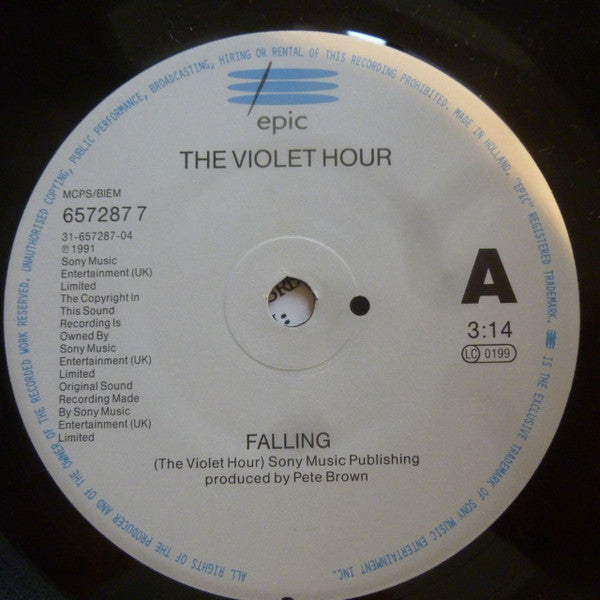 epic
THE VIOLET HOUR
MCPS/BIEM
657287 7
31-657287-04
℗ 1991
Sony Music
Entertainment (UK)
Limited
The Copyright In
This Sound
Recording Is
Owned By
Sony Music
Entertainment (UK)
Limited
Original Sound
Recording Made
By Sony Music
Entertainment (UK)
Limited
A
3:14
LC 0199
FALLING
(The Violet Hour) Sony Music Publishing
produced by Pete Brown
ALL RIGHTS OF THE PRODUCER AND OF THE OWNER OF THE RECORDED WORK RESERVED. UNAUTHORISED COPYING, PUBLIC PERFORMANCE, BROADCASTING, HIRING OR RENTAL OF THIS RECORDING PROHIBITED. MADE IN HOLLAND. "EPIC" REGISTERED TRADEMARK. IS THE EXCLUSIVE TRADEMARK OF SONY MUSIC ENTERTAINMENT INC.